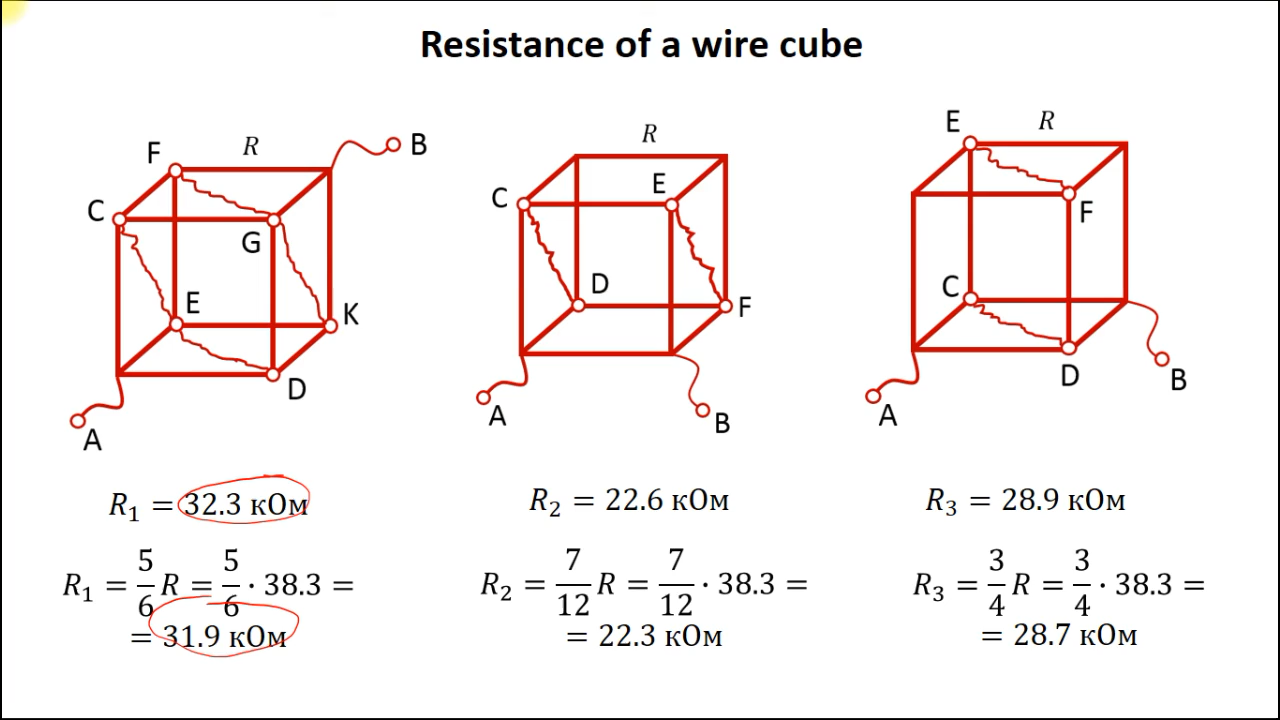 Resistance of a wire cube
F R B
C G
E K
D
A
R
C E
D F
A B
E R
F
C
D B
A
R₁ = 32.3 кОм
R₁ = 5/6 R = 5/6 · 38.3 =
= 31.9 кОм
R₂ = 22.6 кОм
R₂ = 7/12 R = 7/12 · 38.3 =
= 22.3 кОм
R₃ = 28.9 кОм
R₃ = 3/4 R = 3/4 · 38.3 =
= 28.7 кОм